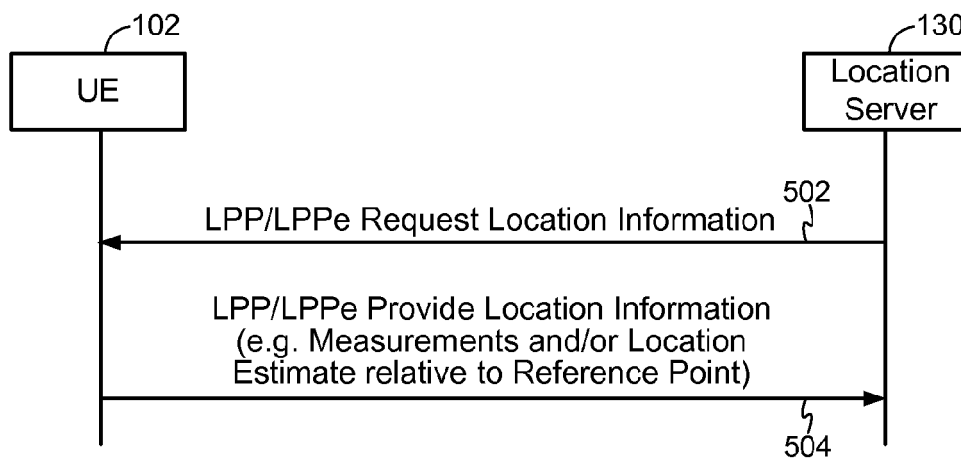 102
130
UE
Location
Server
502
LPP/LPPe Request Location Information
LPP/LPPe Provide Location Information
(e.g. Measurements and/or Location
Estimate relative to Reference Point)
504